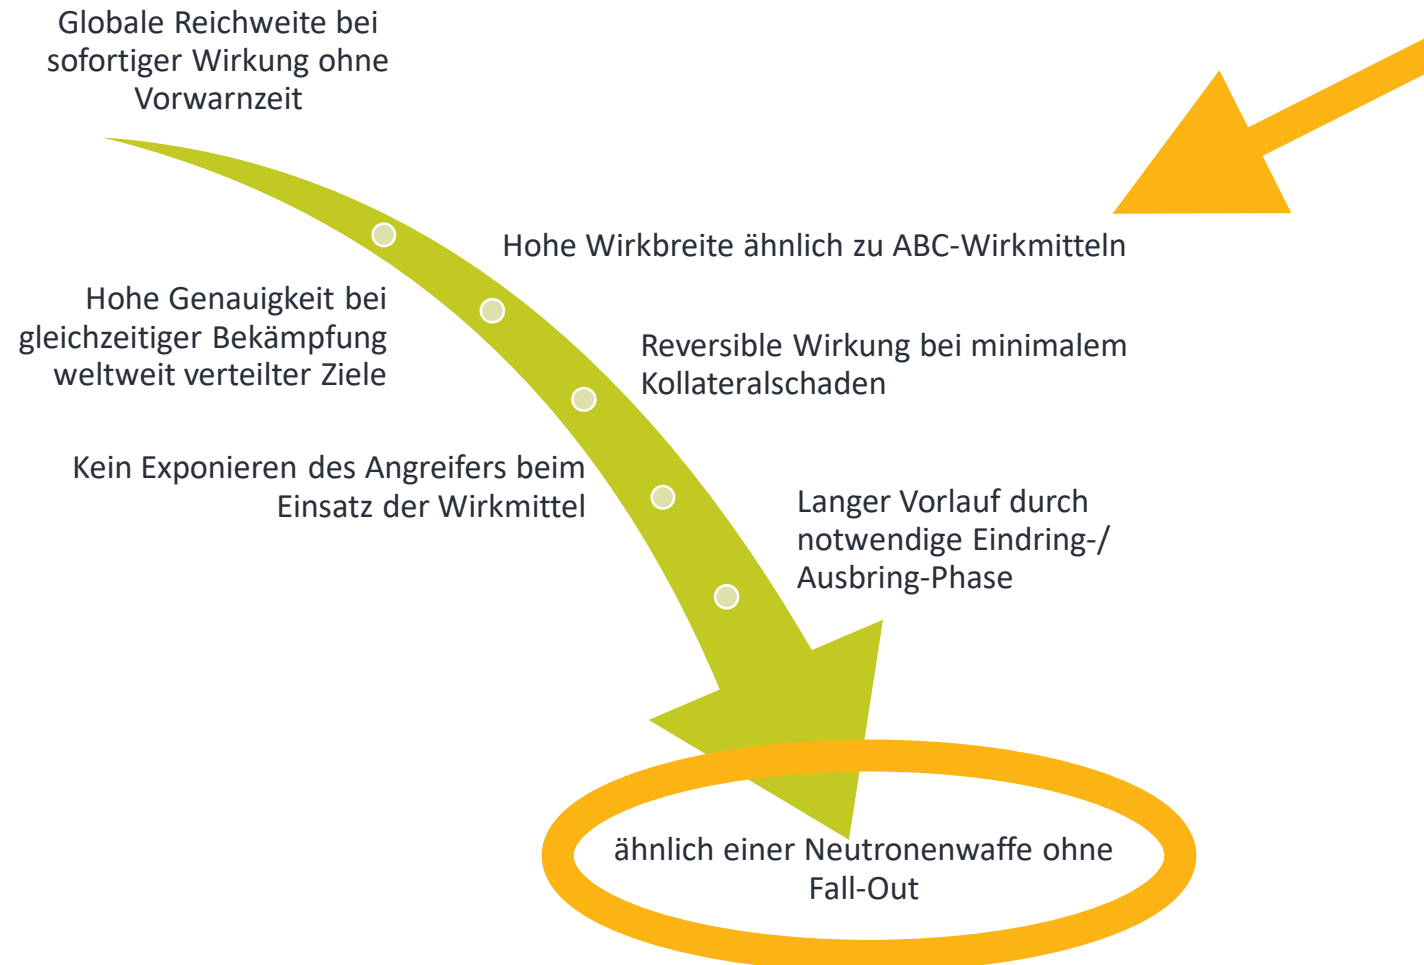 Globale Reichweite bei
sofortiger Wirkung ohne
Vorwarnzeit
Hohe Wirkbreite ähnlich zu ABC-Wirkmitteln
Hohe Genauigkeit bei
gleichzeitiger Bekämpfung
weltweit verteilter Ziele
Reversible Wirkung bei minimalem
Kollateralschaden
Kein Exponieren des Angreifers beim
Einsatz der Wirkmittel
Langer Vorlauf durch
notwendige Eindring-/
Ausbring-Phase
ähnlich einer Neutronenwaffe ohne
Fall-Out